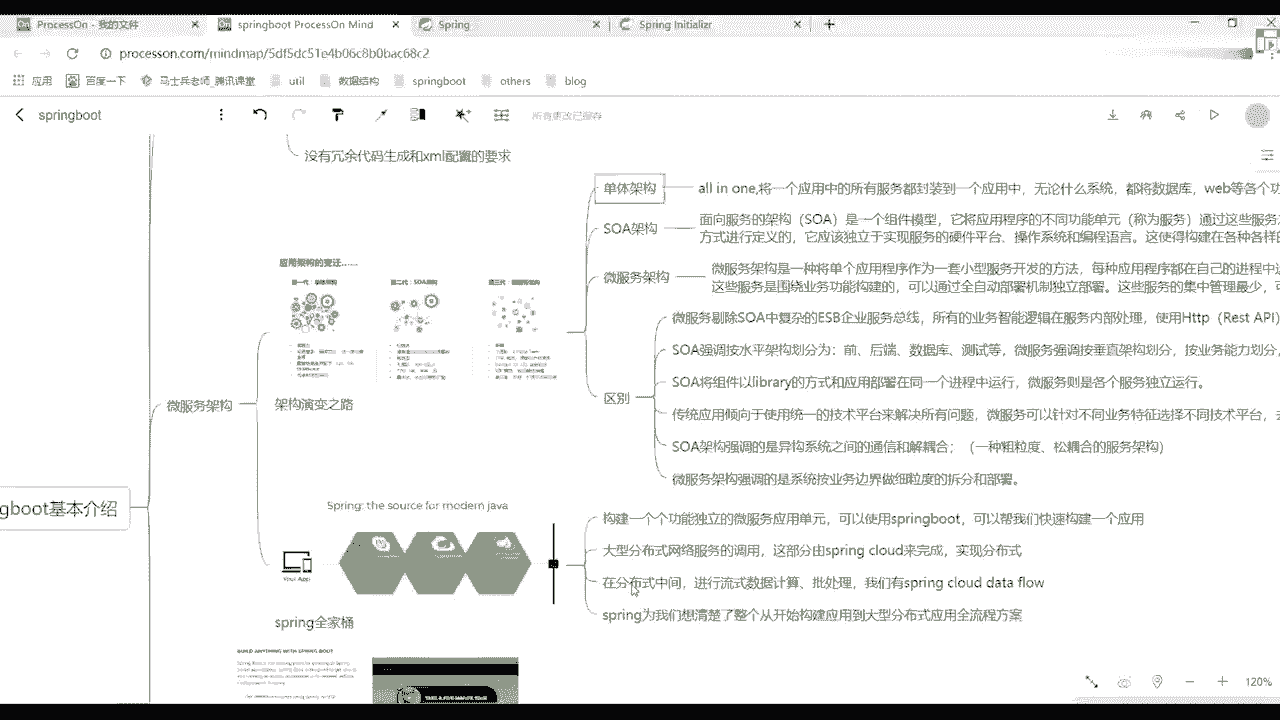 ProcessOn - 我的文件
springboot ProcessOn Mind
Spring
Spring Initializr
processon.com/mindmap/5df5dc51e4b06c8b0bac68c2
应用
百度一下
马士兵老师_腾讯课堂
util
数据结构
springboot
others
blog
springboot
所有更改已保存
没有冗余代码生成和xml配置的要求
单体架构
all in one,将一个应用中的所有服务都封装到一个应用中，无论什么系统，都将数据库，web等各个功
SOA架构
面向服务的架构（SOA）是一个组件模型，它将应用程序的不同功能单元（称为服务）通过这些服务
方式进行定义的，它应该独立于实现服务的硬件平台、操作系统和编程语言。这使得构建在各种各样的
应用架构的变迁……
第一代：单体架构
第二代：SOA架构
微服务架构
微服务架构是一种将单个应用程序作为一套小型服务开发的方法，每种应用程序都在自己的进程中
这些服务是围绕业务功能构建的，可以通过全自动部署机制独立部署。这些服务的集中管理最少，可
区别
微服务剔除SOA中复杂的ESB企业服务总线，所有的业务智能逻辑在服务内部处理，使用Http（Rest API）
SOA强调按水平架构划分为：前、后端、数据库、测试等，微服务强调按垂直架构划分，按业务能力划分，
SOA将组件以library的方式和应用部署在同一个进程中运行，微服务则是各个服务独立运行。
传统应用倾向于使用统一的技术平台来解决所有问题，微服务可以针对不同业务特征选择不同技术平台，
SOA架构强调的是异构系统之间的通信和解耦合；（一种粗粒度、松耦合的服务架构）
微服务架构强调的是系统按业务边界做细粒度的拆分和部署。
微服务架构
架构演变之路
gboot基本介绍
Spring: the source for modern java
Your App
spring全家桶
构建一个个功能独立的微服务应用单元，可以使用springboot，可以帮我们快速构建一个应用
大型分布式网络服务的调用，这部分由spring cloud来完成，实现分布式
在分布式中间，进行流式数据计算、批处理，我们有spring cloud data flow
spring为我们想清楚了整个从开始构建应用到大型分布式应用全流程方案
BUILD ANYTHING WITH SPRING BOOT
120%